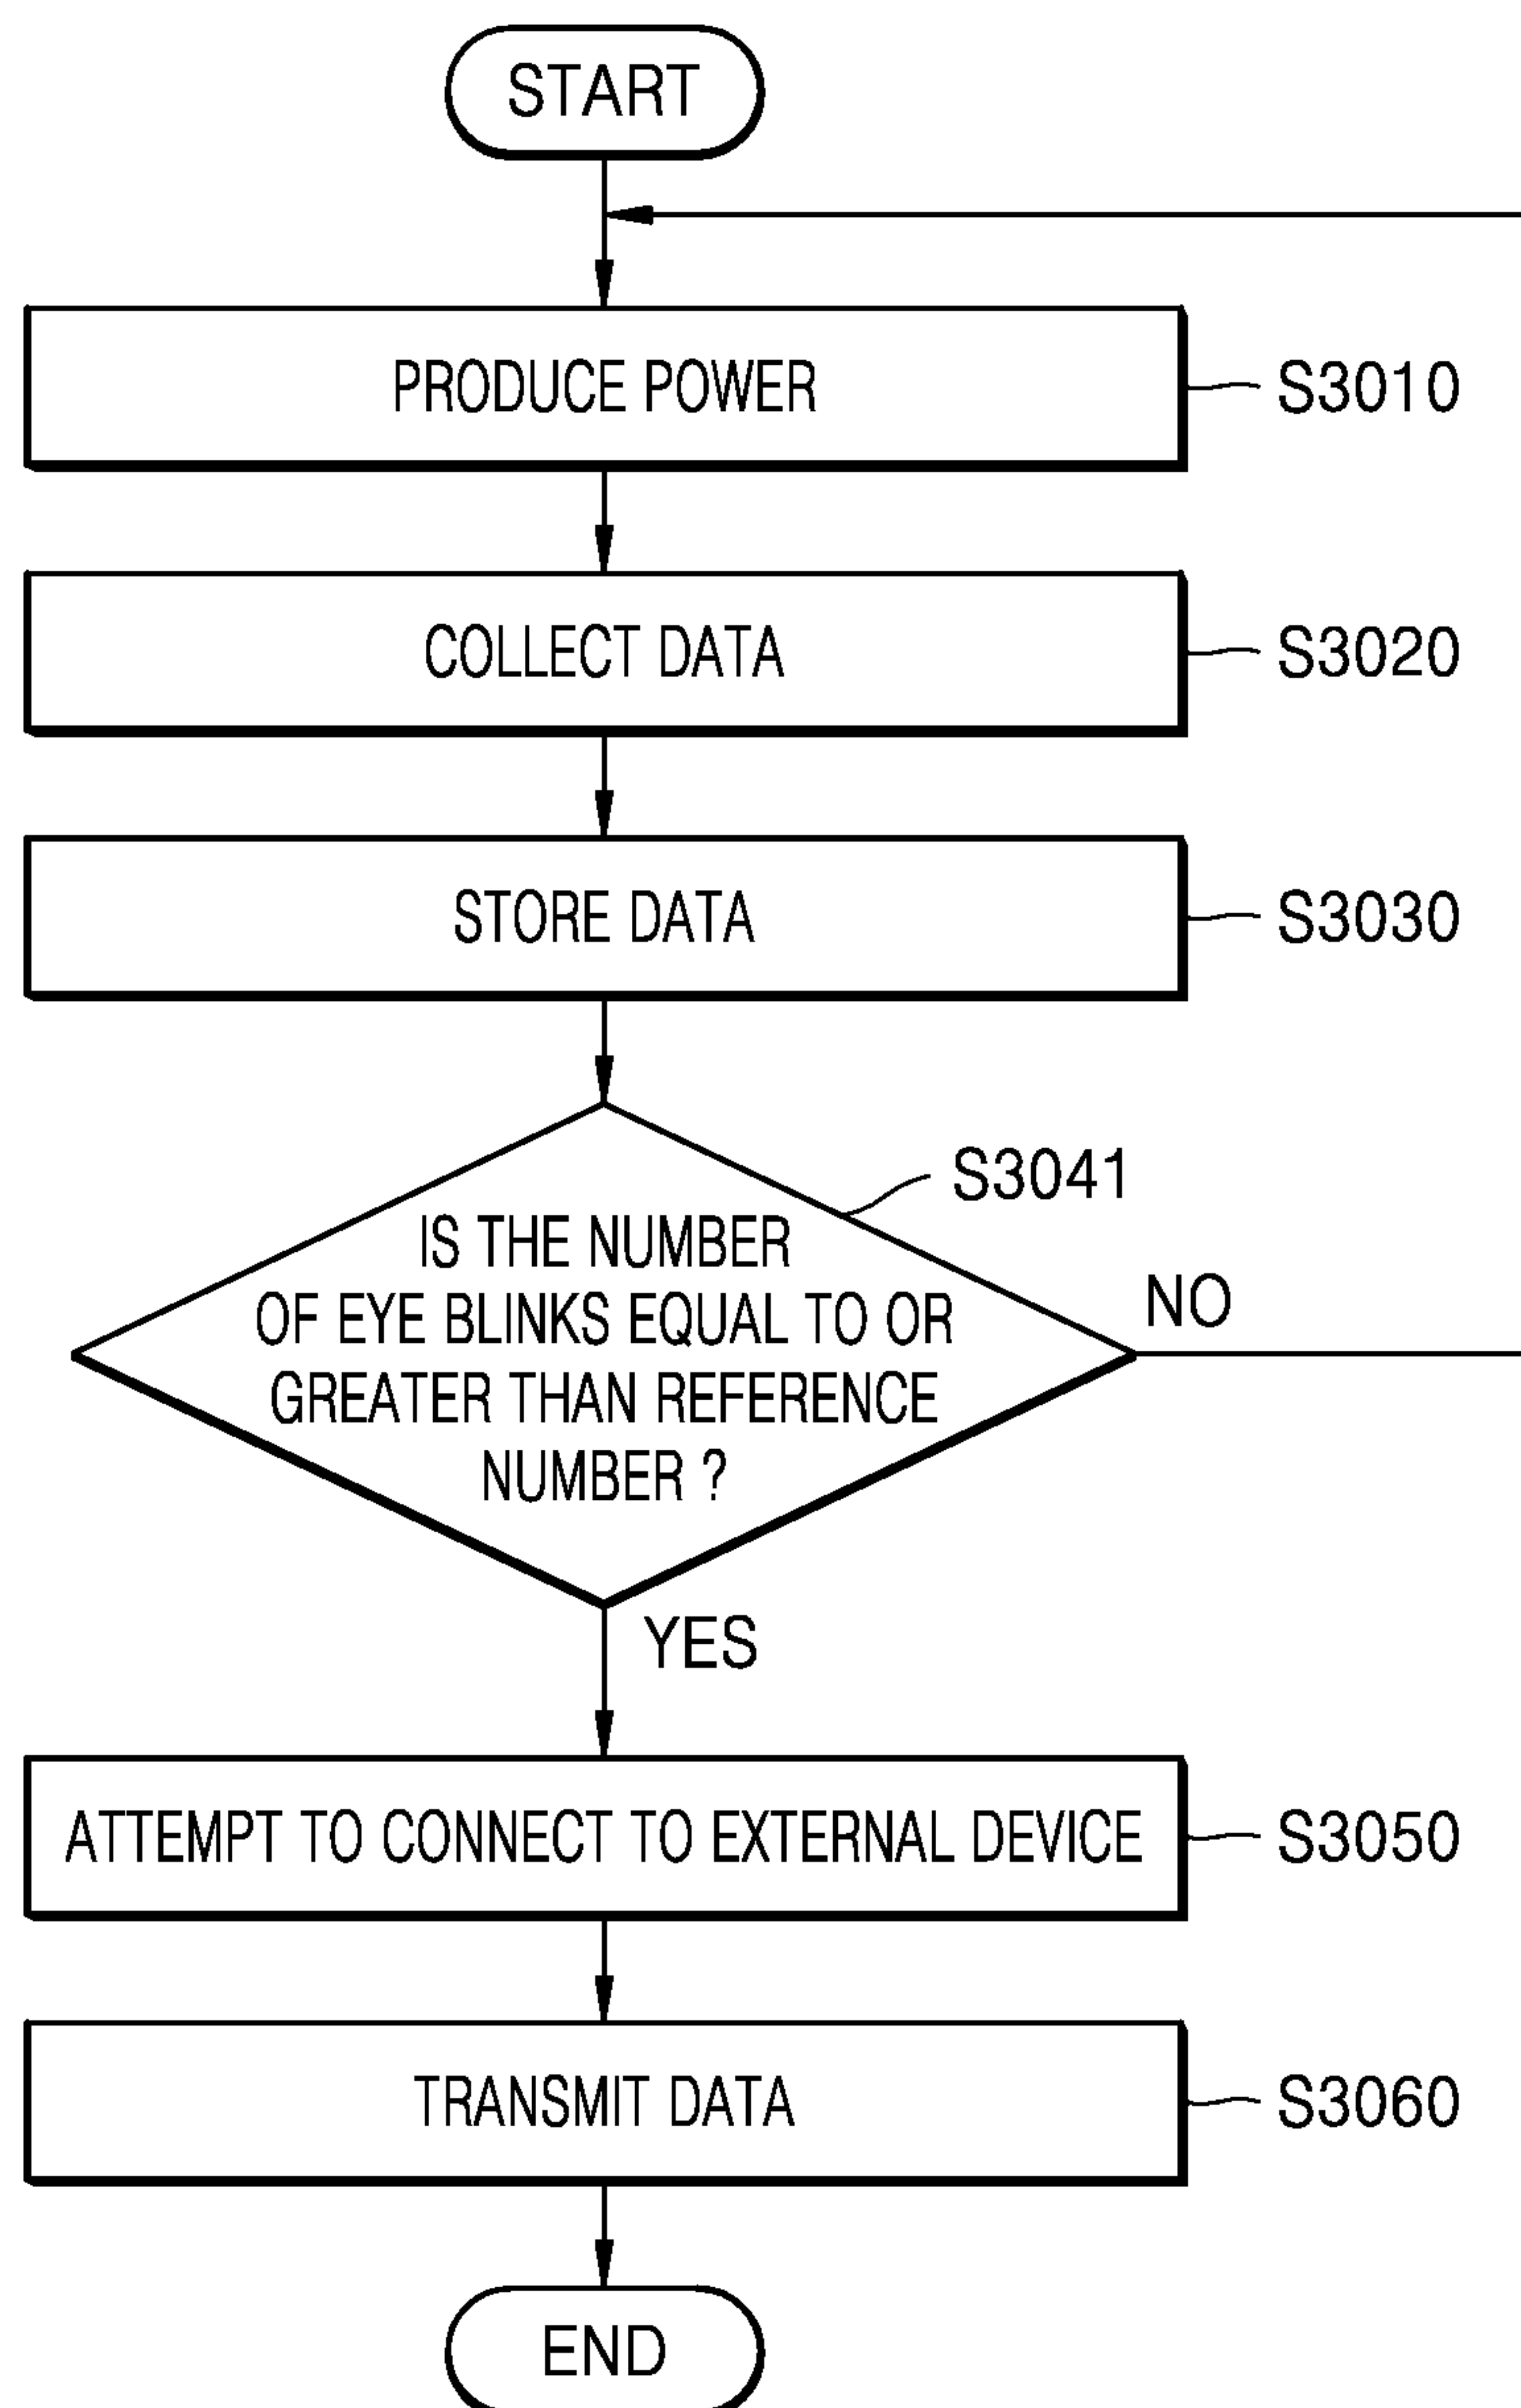 START
PRODUCE POWER
S3010
COLLECT DATA
S3020
STORE DATA
S3030
S3041
IS THE NUMBER
OF EYE BLINKS EQUAL TO OR
GREATER THAN REFERENCE
NUMBER ?
NO
YES
ATTEMPT TO CONNECT TO EXTERNAL DEVICE
S3050
TRANSMIT DATA
S3060
END